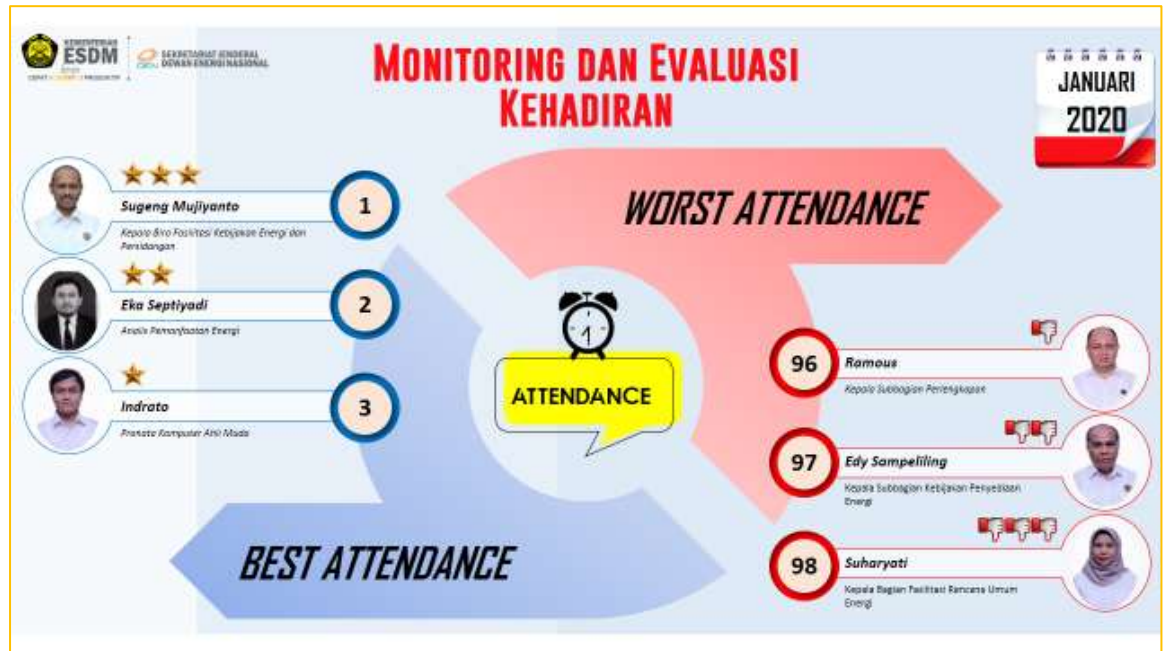 KEMENTERIAN
ESDM
SEKRETARIAT JENDERAL
DEWAN ENERGI NASIONAL
MONITORING DAN EVALUASI
KEHADIRAN
JANUARI
2020
Sugeng Mujiyanto
1
Kepala Biro Fasilitasi Kebijakan Energi dan
Persidangan
Eka Septiyadi
2
Analis Pemanfaatan Energi
Indrato
3
Pranata Komputer Ahli Muda
WORST ATTENDANCE
ATTENDANCE
BEST ATTENDANCE
96
Ramous
Kepala Subbagian Perlengkapan
97
Edy Sampeliling
Kepala Subbagian Kebijakan Penyediaan
Energi
98
Suharyati
Kepala Bagian Fasilitasi Rencana Umum
Energi